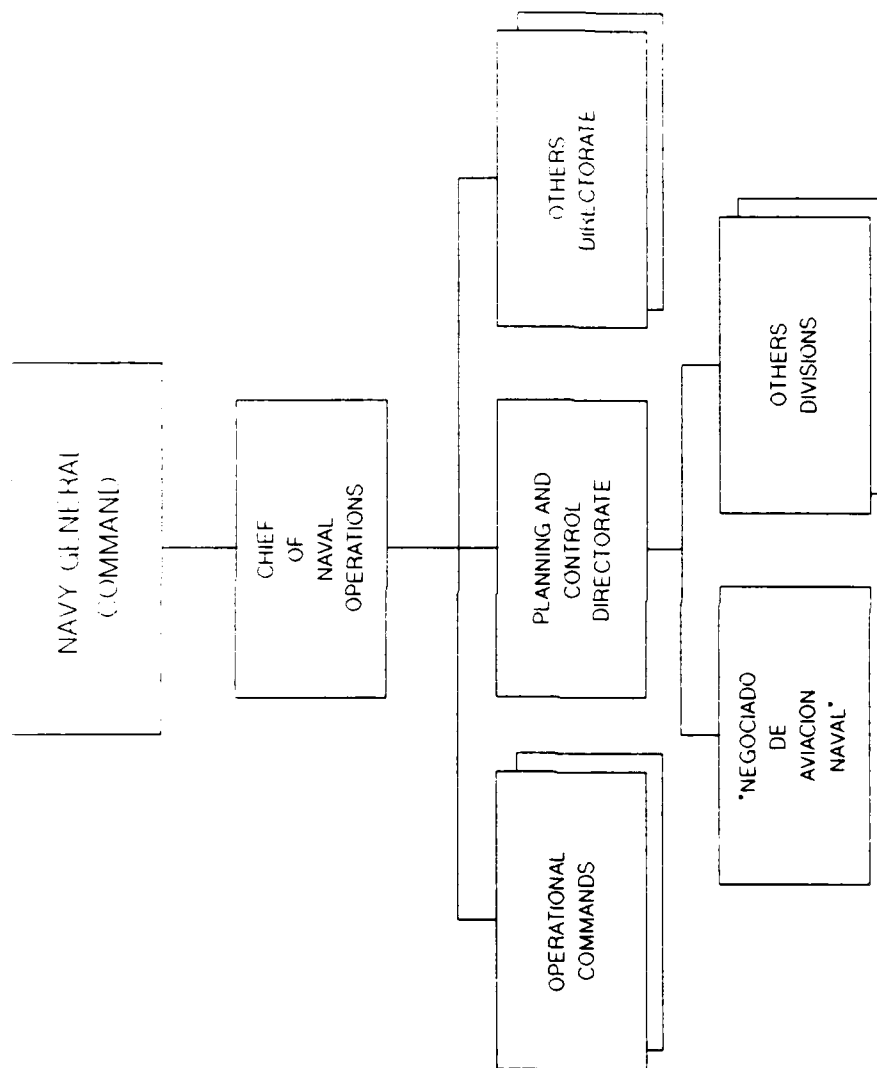 NAVY GENERAL
COMMAND
CHIEF
OF
NAVAL
OPERATIONS
OPERATIONAL
COMMANDS
PLANNING AND
CONTROL
DIRECTORATE
OTHERS
DIRECTORATE
"NEGOCIADO
DE
AVIACION
NAVAL"
OTHERS
DIVISIONS